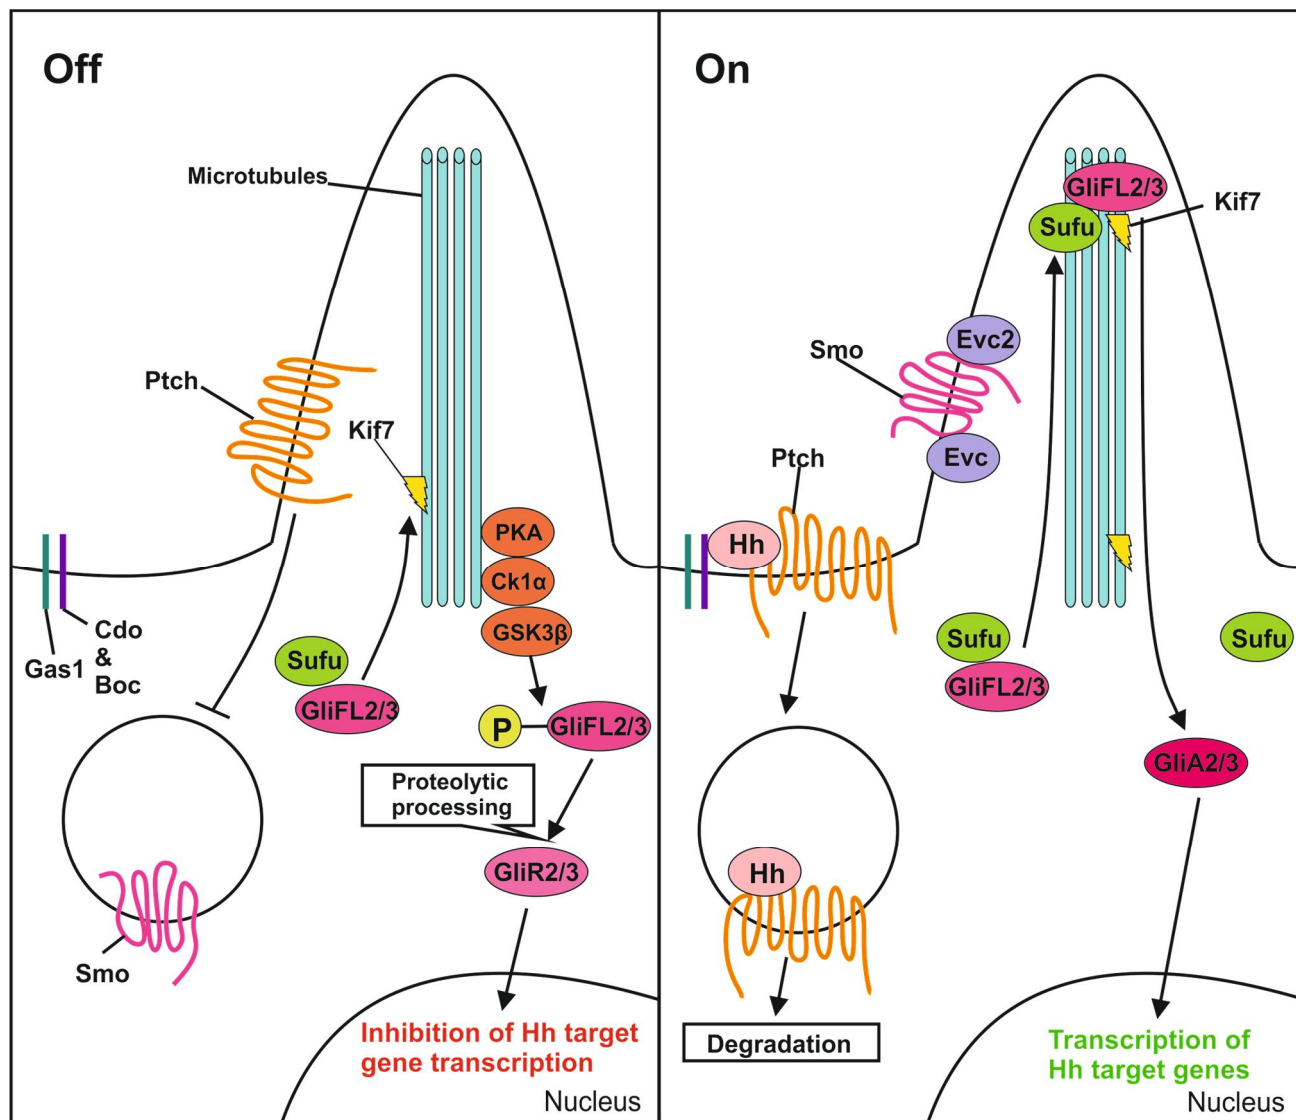 Off
Microtubules
Ptch
Kif7
PKA
Ck1α
GSK3β
Cdo
&
Boc
Gas1
Sufu
GliFL2/3
P
GliFL2/3
Proteolytic
processing
GliR2/3
Smo
Inhibition of Hh target
gene transcription
Nucleus
On
GliFL2/3
Sufu
Kif7
Evc2
Smo
Evc
Ptch
Hh
Sufu
GliFL2/3
Sufu
GliA2/3
Hh
Degradation
Transcription of
Hh target genes
Nucleus